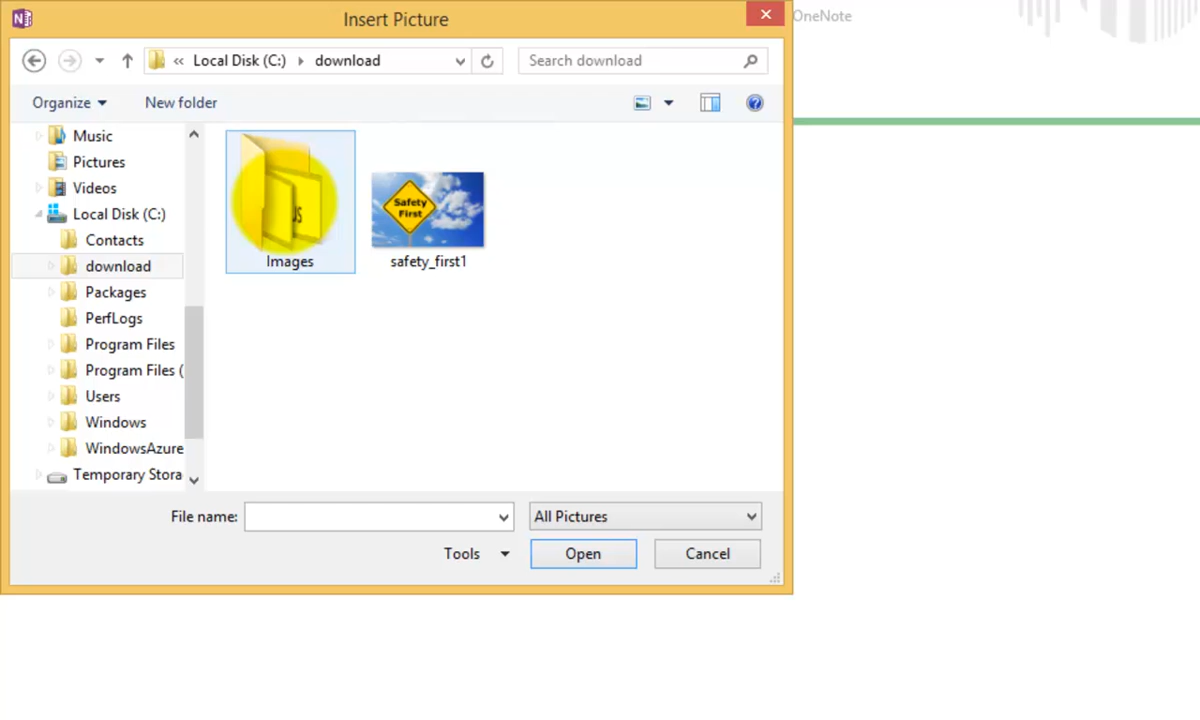 N
Insert Picture
OneNote
« Local Disk (C:) download
Search download
Organize
New folder
Music
Pictures
Videos
Local Disk (C:)
Contacts
download
Packages
PerfLogs
Program Files
Program Files (
Users
Windows
WindowsAzure
Temporary Stora
US
Images
Safety
First
safety_first1
File name:
All Pictures
Tools
Open
Cancel